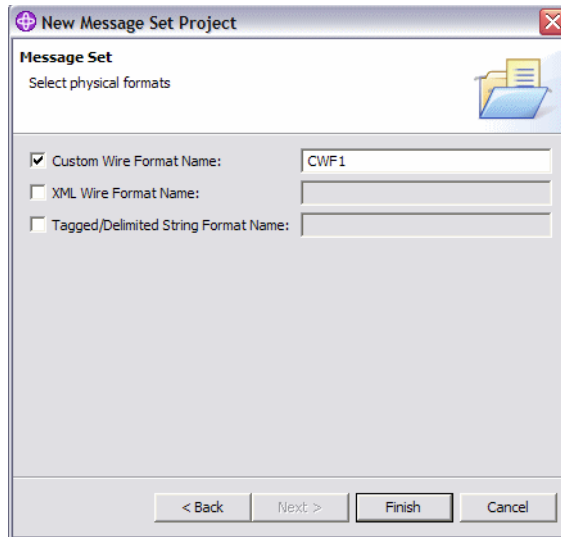 New Message Set Project
Message Set
Select physical formats
Custom Wire Format Name: CWF1
XML Wire Format Name:
Tagged/Delimited String Format Name:
< Back Next > Finish Cancel